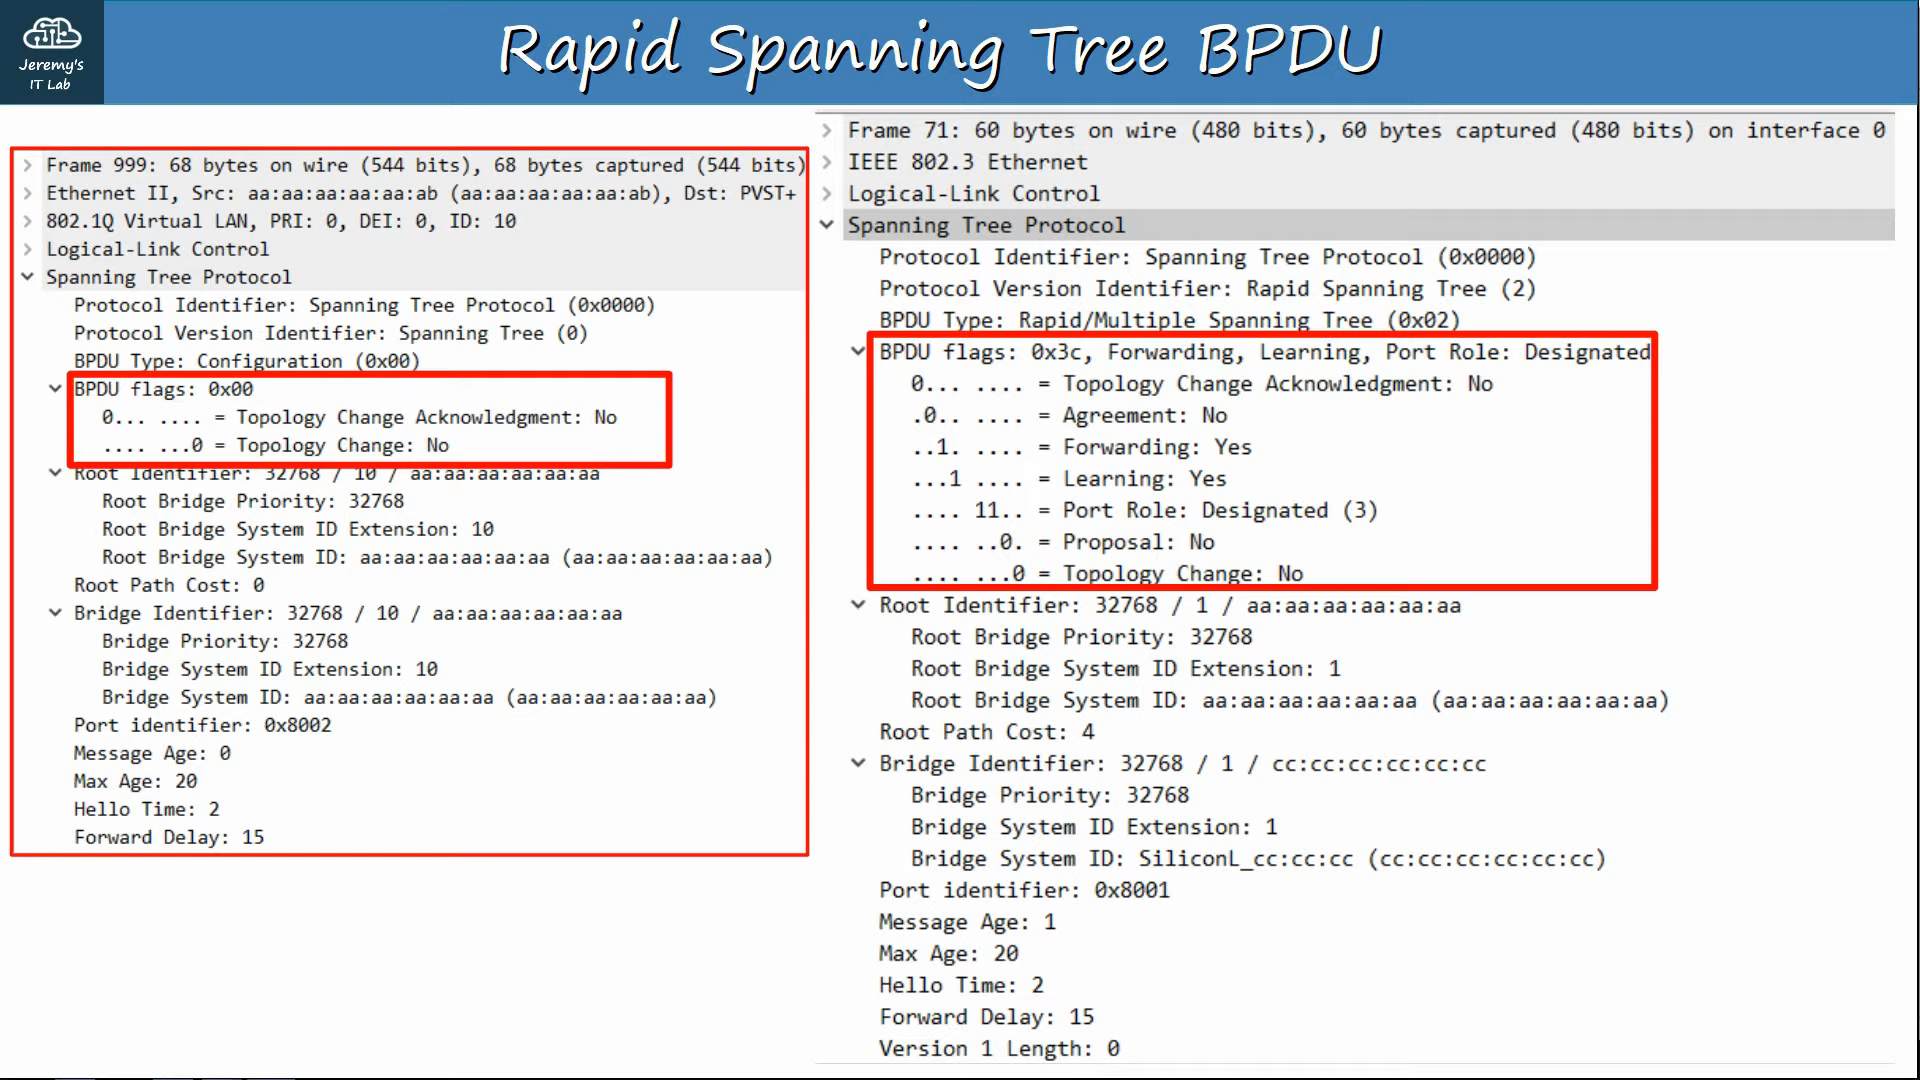 Jeremy's
IT Lab
Rapid Spanning Tree BPDU
Frame 999: 68 bytes on wire (544 bits), 68 bytes captured (544 bits)
Ethernet II, Src: aa:aa:aa:aa:aa:ab (aa:aa:aa:aa:aa:ab), Dst: PVST+
802.1Q Virtual LAN, PRI: 0, DEI: 0, ID: 10
Logical-Link Control
Spanning Tree Protocol
Protocol Identifier: Spanning Tree Protocol (0x0000)
Protocol Version Identifier: Spanning Tree (0)
BPDU Type: Configuration (0x00)
BPDU flags: 0x00
0... .... = Topology Change Acknowledgment: No
.... ...0 = Topology Change: No
Root Identifier: 32768 / 10 / aa:aa:aa:aa:aa:aa
Root Bridge Priority: 32768
Root Bridge System ID Extension: 10
Root Bridge System ID: aa:aa:aa:aa:aa:aa (aa:aa:aa:aa:aa:aa)
Root Path Cost: 0
Bridge Identifier: 32768 / 10 / aa:aa:aa:aa:aa:aa
Bridge Priority: 32768
Bridge System ID Extension: 10
Bridge System ID: aa:aa:aa:aa:aa:aa (aa:aa:aa:aa:aa:aa)
Port identifier: 0x8002
Message Age: 0
Max Age: 20
Hello Time: 2
Forward Delay: 15
Frame 71: 60 bytes on wire (480 bits), 60 bytes captured (480 bits) on interface 0
IEEE 802.3 Ethernet
Logical-Link Control
Spanning Tree Protocol
Protocol Identifier: Spanning Tree Protocol (0x0000)
Protocol Version Identifier: Rapid Spanning Tree (2)
BPDU Type: Rapid/Multiple Spanning Tree (0x02)
BPDU flags: 0x3c, Forwarding, Learning, Port Role: Designated
0... .... = Topology Change Acknowledgment: No
.0.. .... = Agreement: No
..1. .... = Forwarding: Yes
...1 .... = Learning: Yes
.... 11.. = Port Role: Designated (3)
.... ..0. = Proposal: No
.... ...0 = Topology Change: No
Root Identifier: 32768 / 1 / aa:aa:aa:aa:aa:aa
Root Bridge Priority: 32768
Root Bridge System ID Extension: 1
Root Bridge System ID: aa:aa:aa:aa:aa:aa (aa:aa:aa:aa:aa:aa)
Root Path Cost: 4
Bridge Identifier: 32768 / 1 / cc:cc:cc:cc:cc:cc
Bridge Priority: 32768
Bridge System ID Extension: 1
Bridge System ID: SiliconL_cc:cc:cc (cc:cc:cc:cc:cc:cc)
Port identifier: 0x8001
Message Age: 1
Max Age: 20
Hello Time: 2
Forward Delay: 15
Version 1 Length: 0